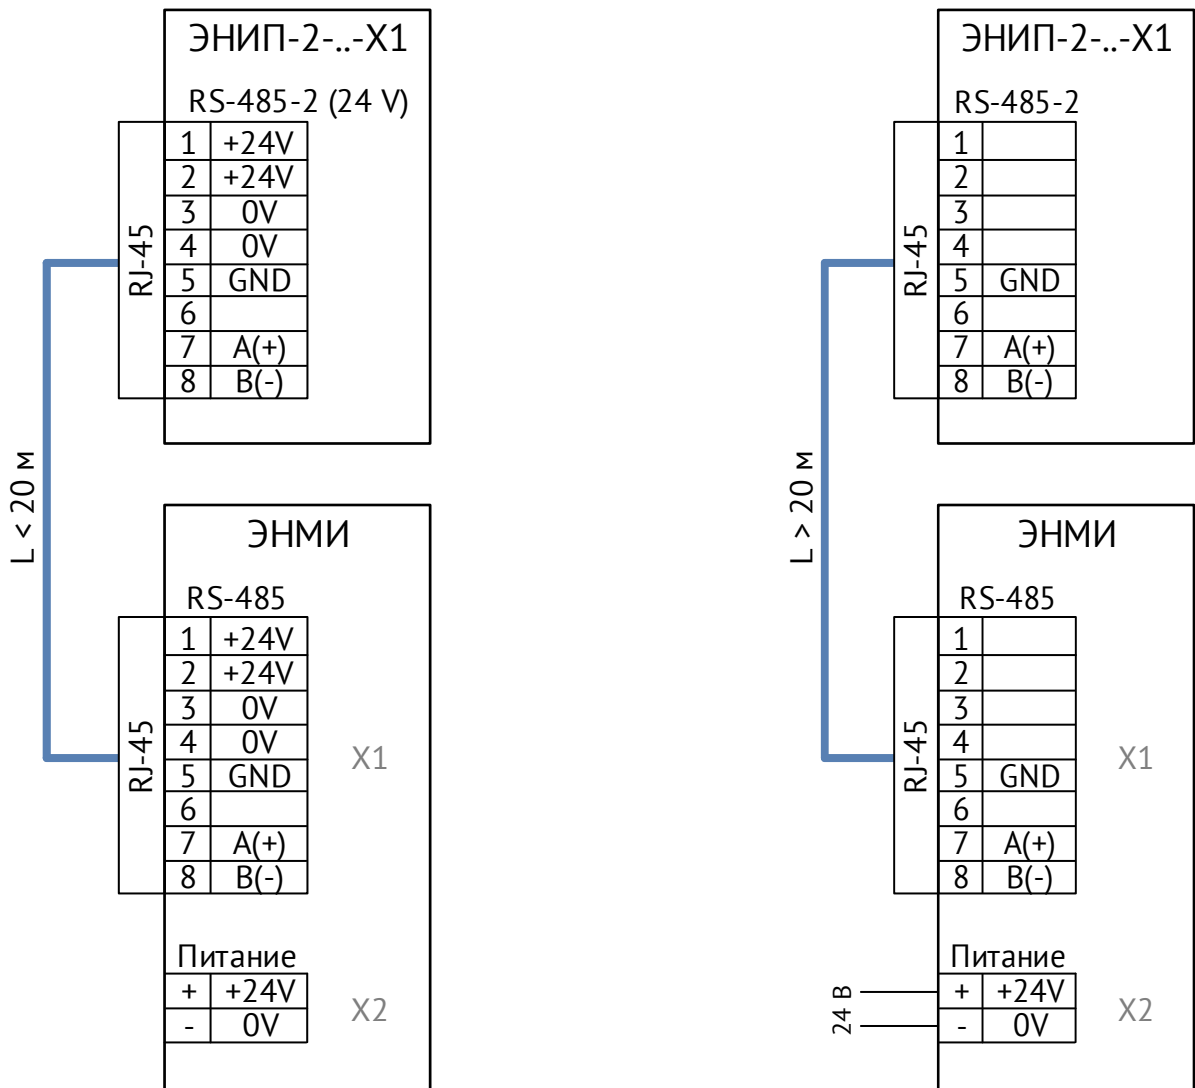 ЭНИП-2-..-X1
RS-485-2 (24 V)
RJ-45
1 +24V
2 +24V
3 0V
4 0V
5 GND
6
7 A(+)
8 B(-)
L < 20 м
ЭНМИ
RS-485
RJ-45
1 +24V
2 +24V
3 0V
4 0V
5 GND
6
7 A(+)
8 B(-)
X1
Питание
+ +24V
- 0V
X2
ЭНИП-2-..-X1
RS-485-2
RJ-45
1
2
3
4
5 GND
6
7 A(+)
8 B(-)
L > 20 м
ЭНМИ
RS-485
RJ-45
1
2
3
4
5 GND
6
7 A(+)
8 B(-)
X1
Питание
24 В
+ +24V
- 0V
X2